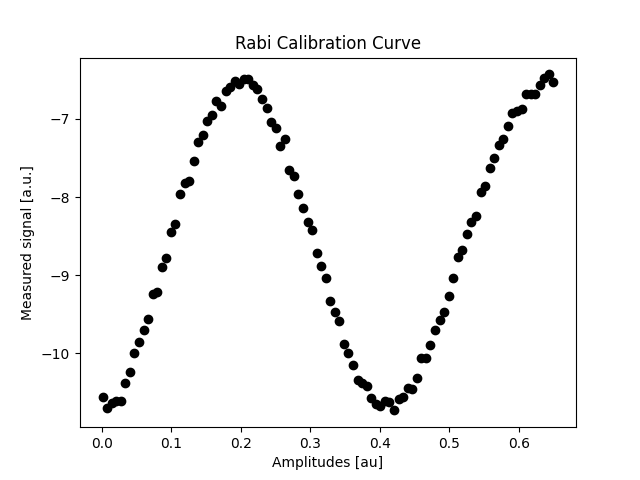 Rabi Calibration Curve
Measured signal [a.u.]
−7
−8
−9
−10
0.0 0.1 0.2 0.3 0.4 0.5 0.6
Amplitudes [au]